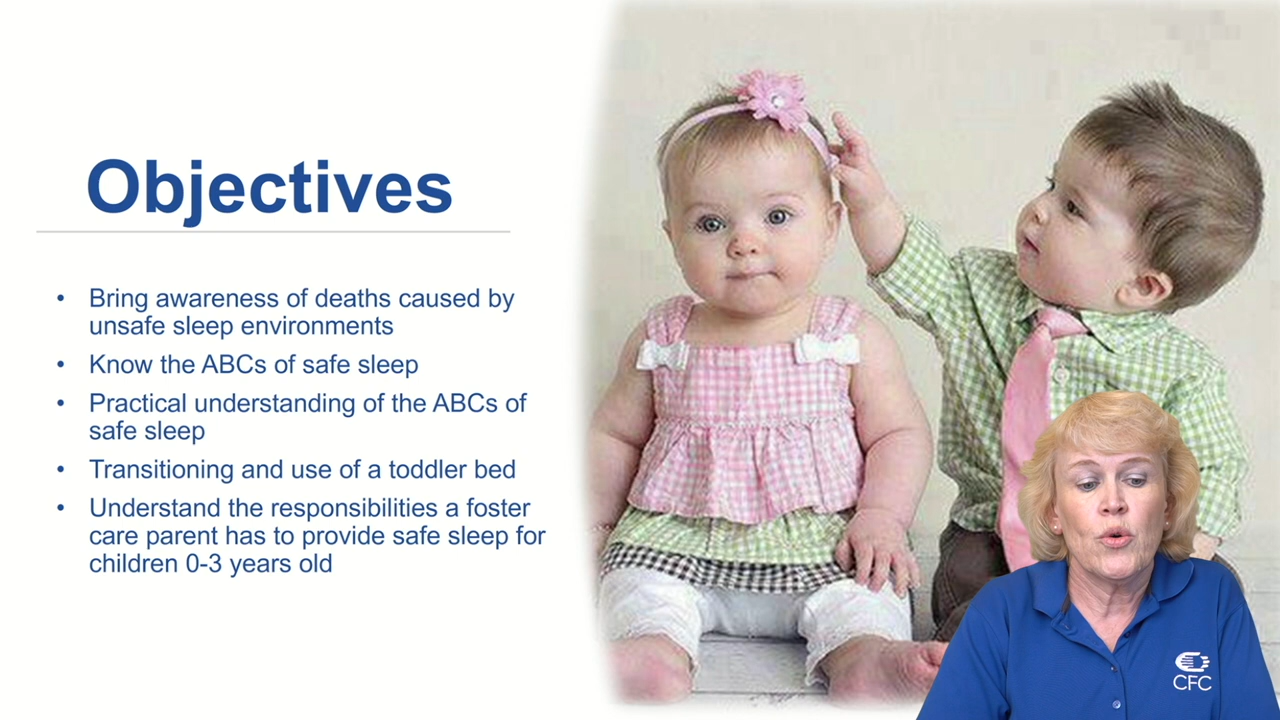 Objectives
• Bring awareness of deaths caused by
unsafe sleep environments
• Know the ABCs of safe sleep
• Practical understanding of the ABCs of
safe sleep
• Transitioning and use of a toddler bed
• Understand the responsibilities a foster
care parent has to provide safe sleep for
children 0-3 years old
CFC